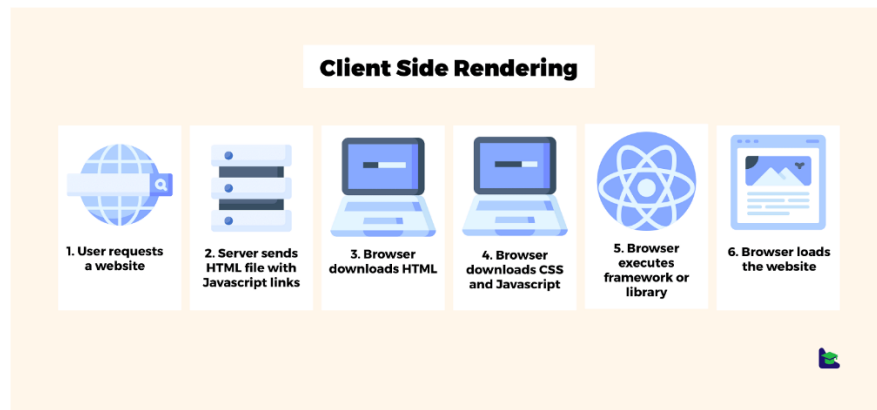 Client Side Rendering
1. User requests
a website
2. Server sends
HTML file with
Javascript links
3. Browser
downloads HTML
4. Browser
downloads CSS
and Javascript
5. Browser
executes
framework or
library
6. Browser loads
the website